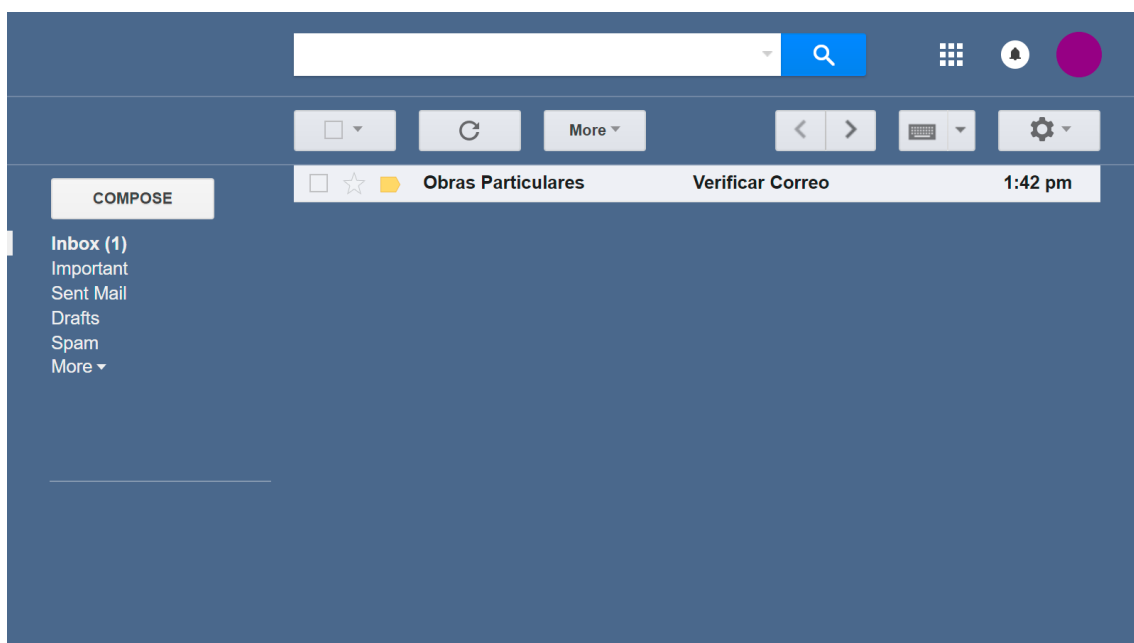 More
COMPOSE
Obras Particulares Verificar Correo 1:42 pm
Inbox (1)
Important
Sent Mail
Drafts
Spam
More